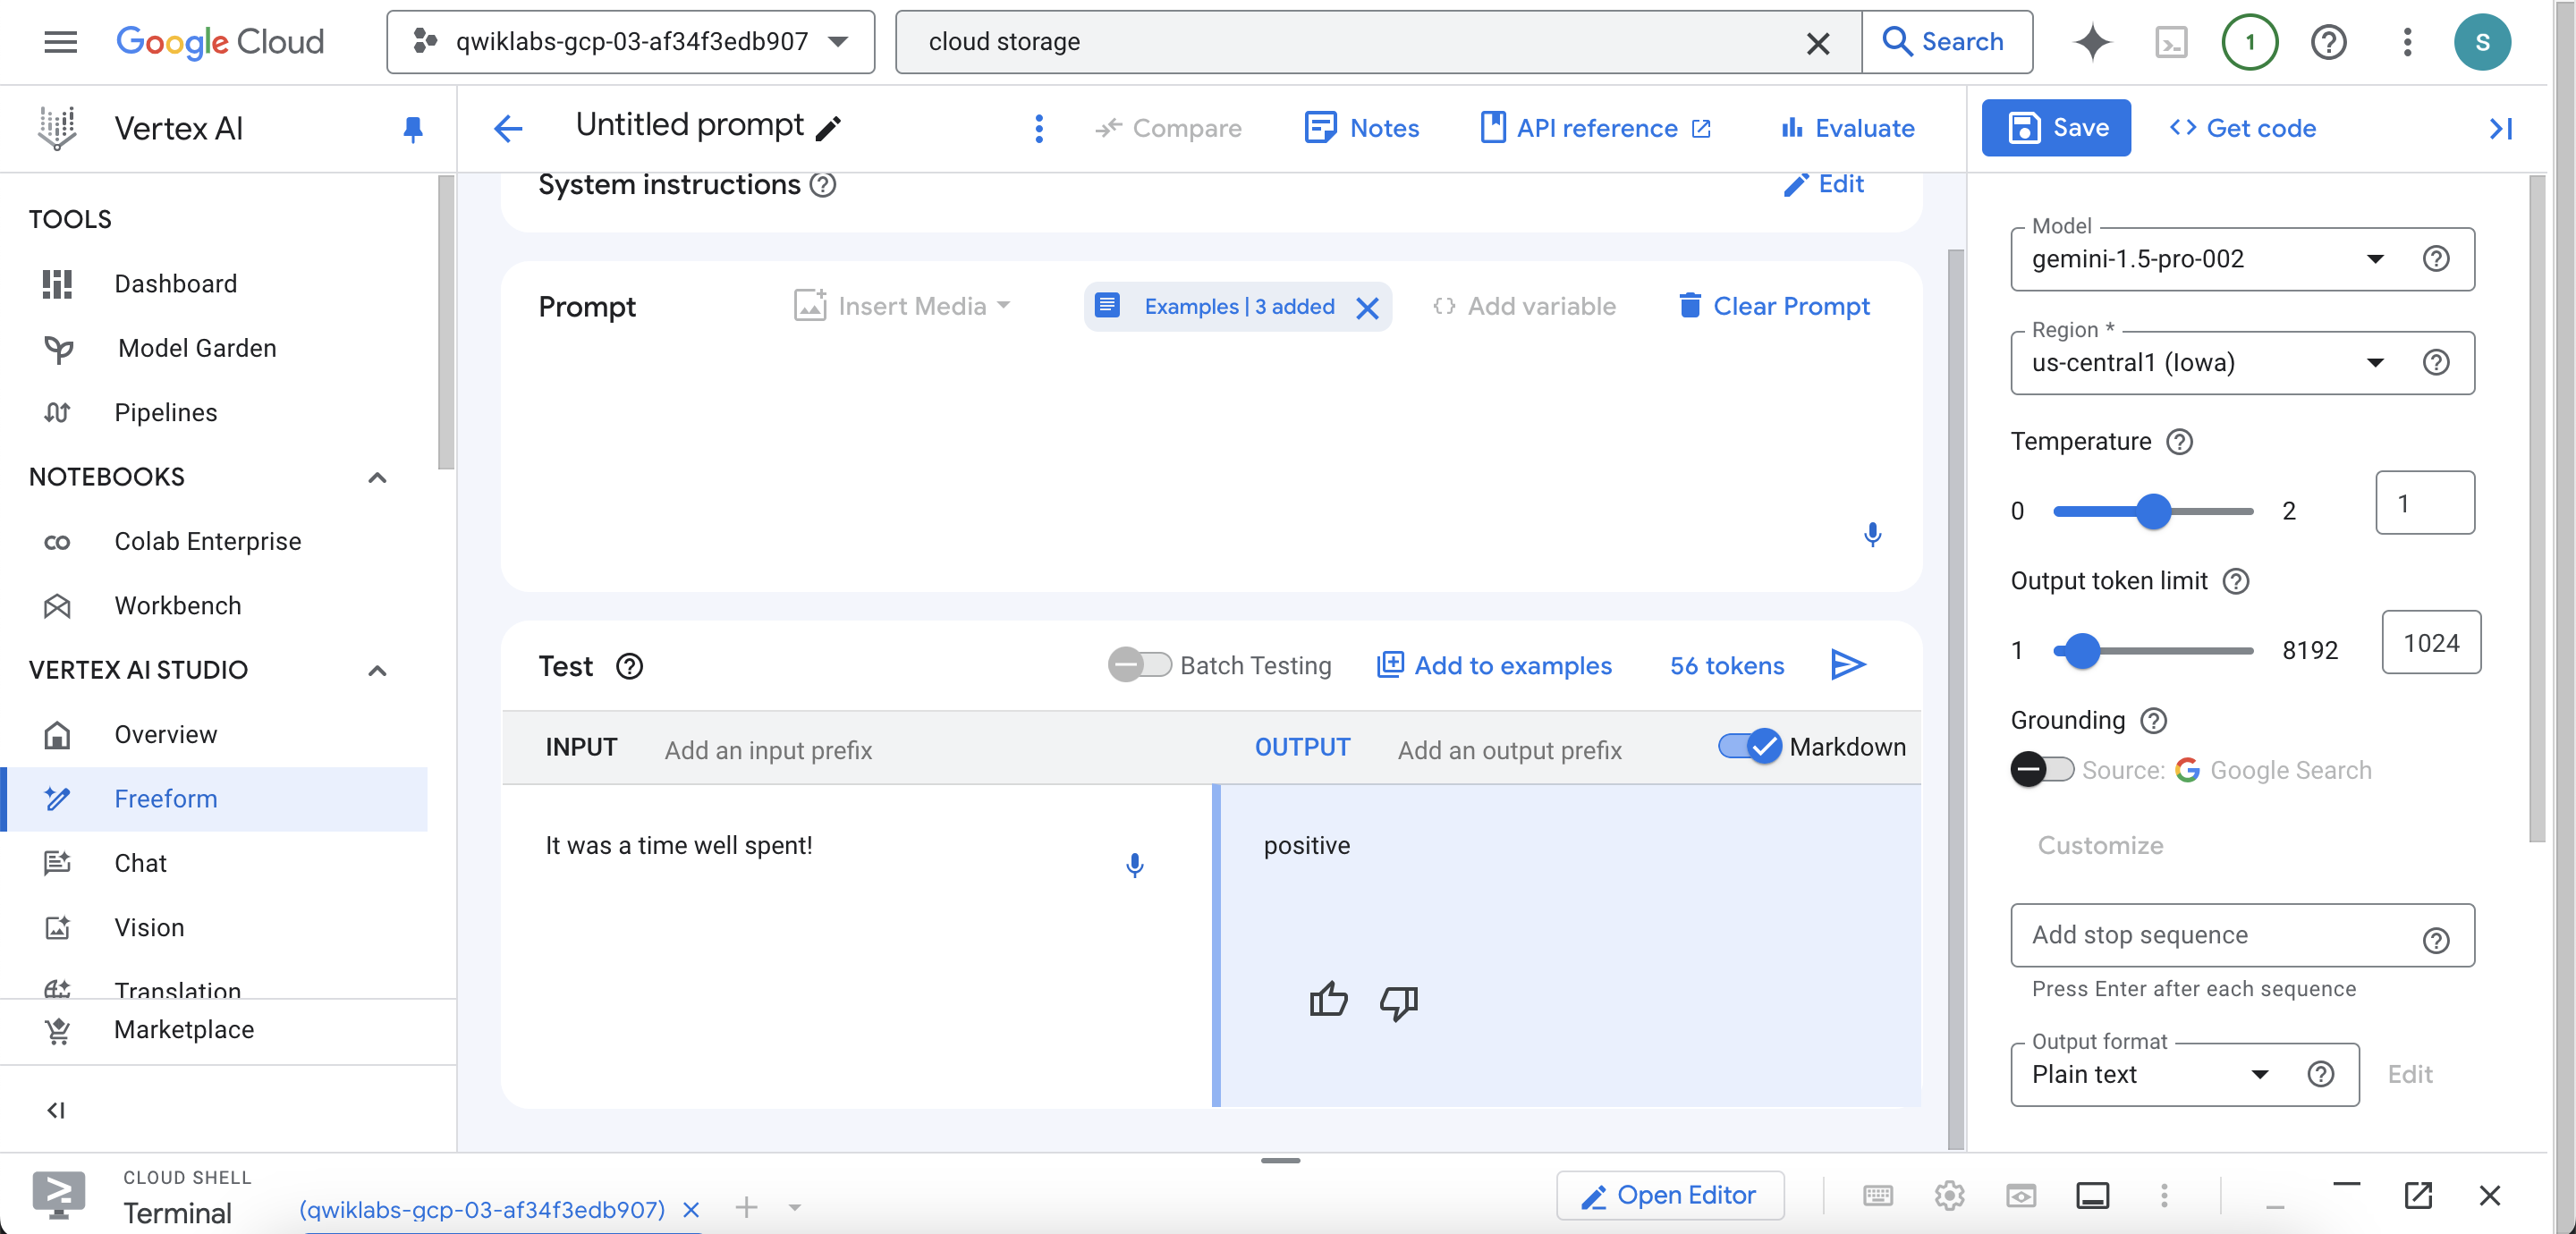 Google Cloud
qwiklabs-gcp-03-af34f3edb907
cloud storage
Search
1
S
Vertex AI
TOOLS
Dashboard
Model Garden
Pipelines
NOTEBOOKS
Colab Enterprise
Workbench
VERTEX AI STUDIO
Overview
Freeform
Chat
Vision
Translation
Marketplace
Untitled prompt
Compare
Notes
API reference
Evaluate
Save
Get code
System instructions
Edit
Prompt
Insert Media
Examples | 3 added
Add variable
Clear Prompt
Test
Batch Testing
Add to examples
56 tokens
INPUT
Add an input prefix
OUTPUT
Add an output prefix
Markdown
It was a time well spent!
positive
Model
gemini-1.5-pro-002
Region *
us-central1 (Iowa)
Temperature
0
2
1
Output token limit
1
8192
1024
Grounding
Source: Google Search
Customize
Add stop sequence
Press Enter after each sequence
Output format
Plain text
Edit
CLOUD SHELL
Terminal
(qwiklabs-gcp-03-af34f3edb907)
Open Editor